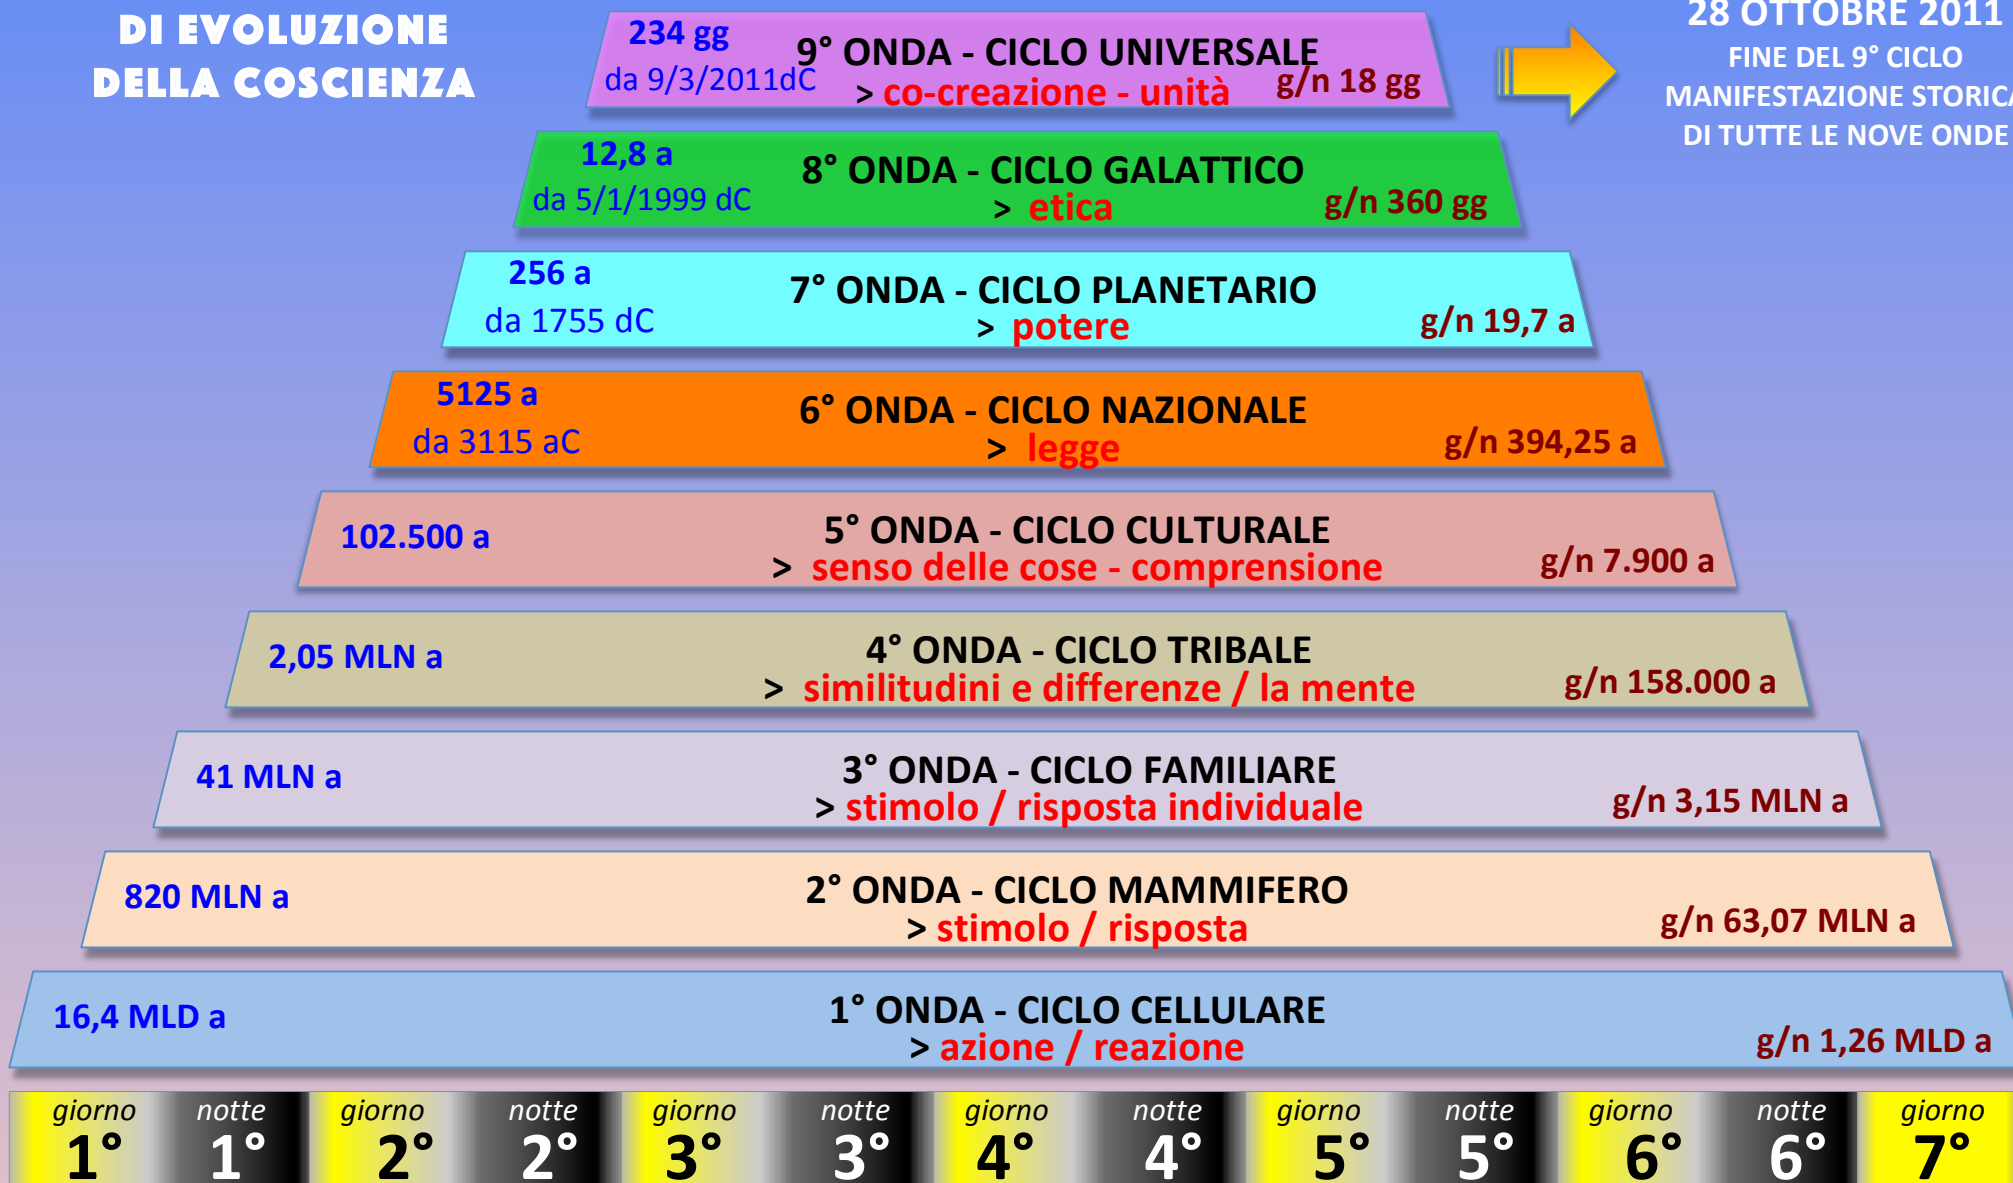 DI EVOLUZIONE
DELLA COSCIENZA
28 OTTOBRE 2011
FINE DEL 9° CICLO
MANIFESTAZIONE STORICA
DI TUTTE LE NOVE ONDE
234 gg
da 9/3/2011dC
9° ONDA - CICLO UNIVERSALE
> co-creazione - unità
g/n 18 gg
12,8 a
da 5/1/1999 dC
8° ONDA - CICLO GALATTICO
> etica
g/n 360 gg
256 a
da 1755 dC
7° ONDA - CICLO PLANETARIO
> potere
g/n 19,7 a
5125 a
da 3115 aC
6° ONDA - CICLO NAZIONALE
> legge
g/n 394,25 a
102.500 a
5° ONDA - CICLO CULTURALE
> senso delle cose - comprensione
g/n 7.900 a
2,05 MLN a
4° ONDA - CICLO TRIBALE
> similitudini e differenze / la mente
g/n 158.000 a
41 MLN a
3° ONDA - CICLO FAMILIARE
> stimolo / risposta individuale
g/n 3,15 MLN a
820 MLN a
2° ONDA - CICLO MAMMIFERO
> stimolo / risposta
g/n 63,07 MLN a
16,4 MLD a
1° ONDA - CICLO CELLULARE
> azione / reazione
g/n 1,26 MLD a
giorno notte giorno notte giorno notte giorno notte giorno notte giorno notte giorno
1° 1° 2° 2° 3° 3° 4° 4° 5° 5° 6° 6° 7°